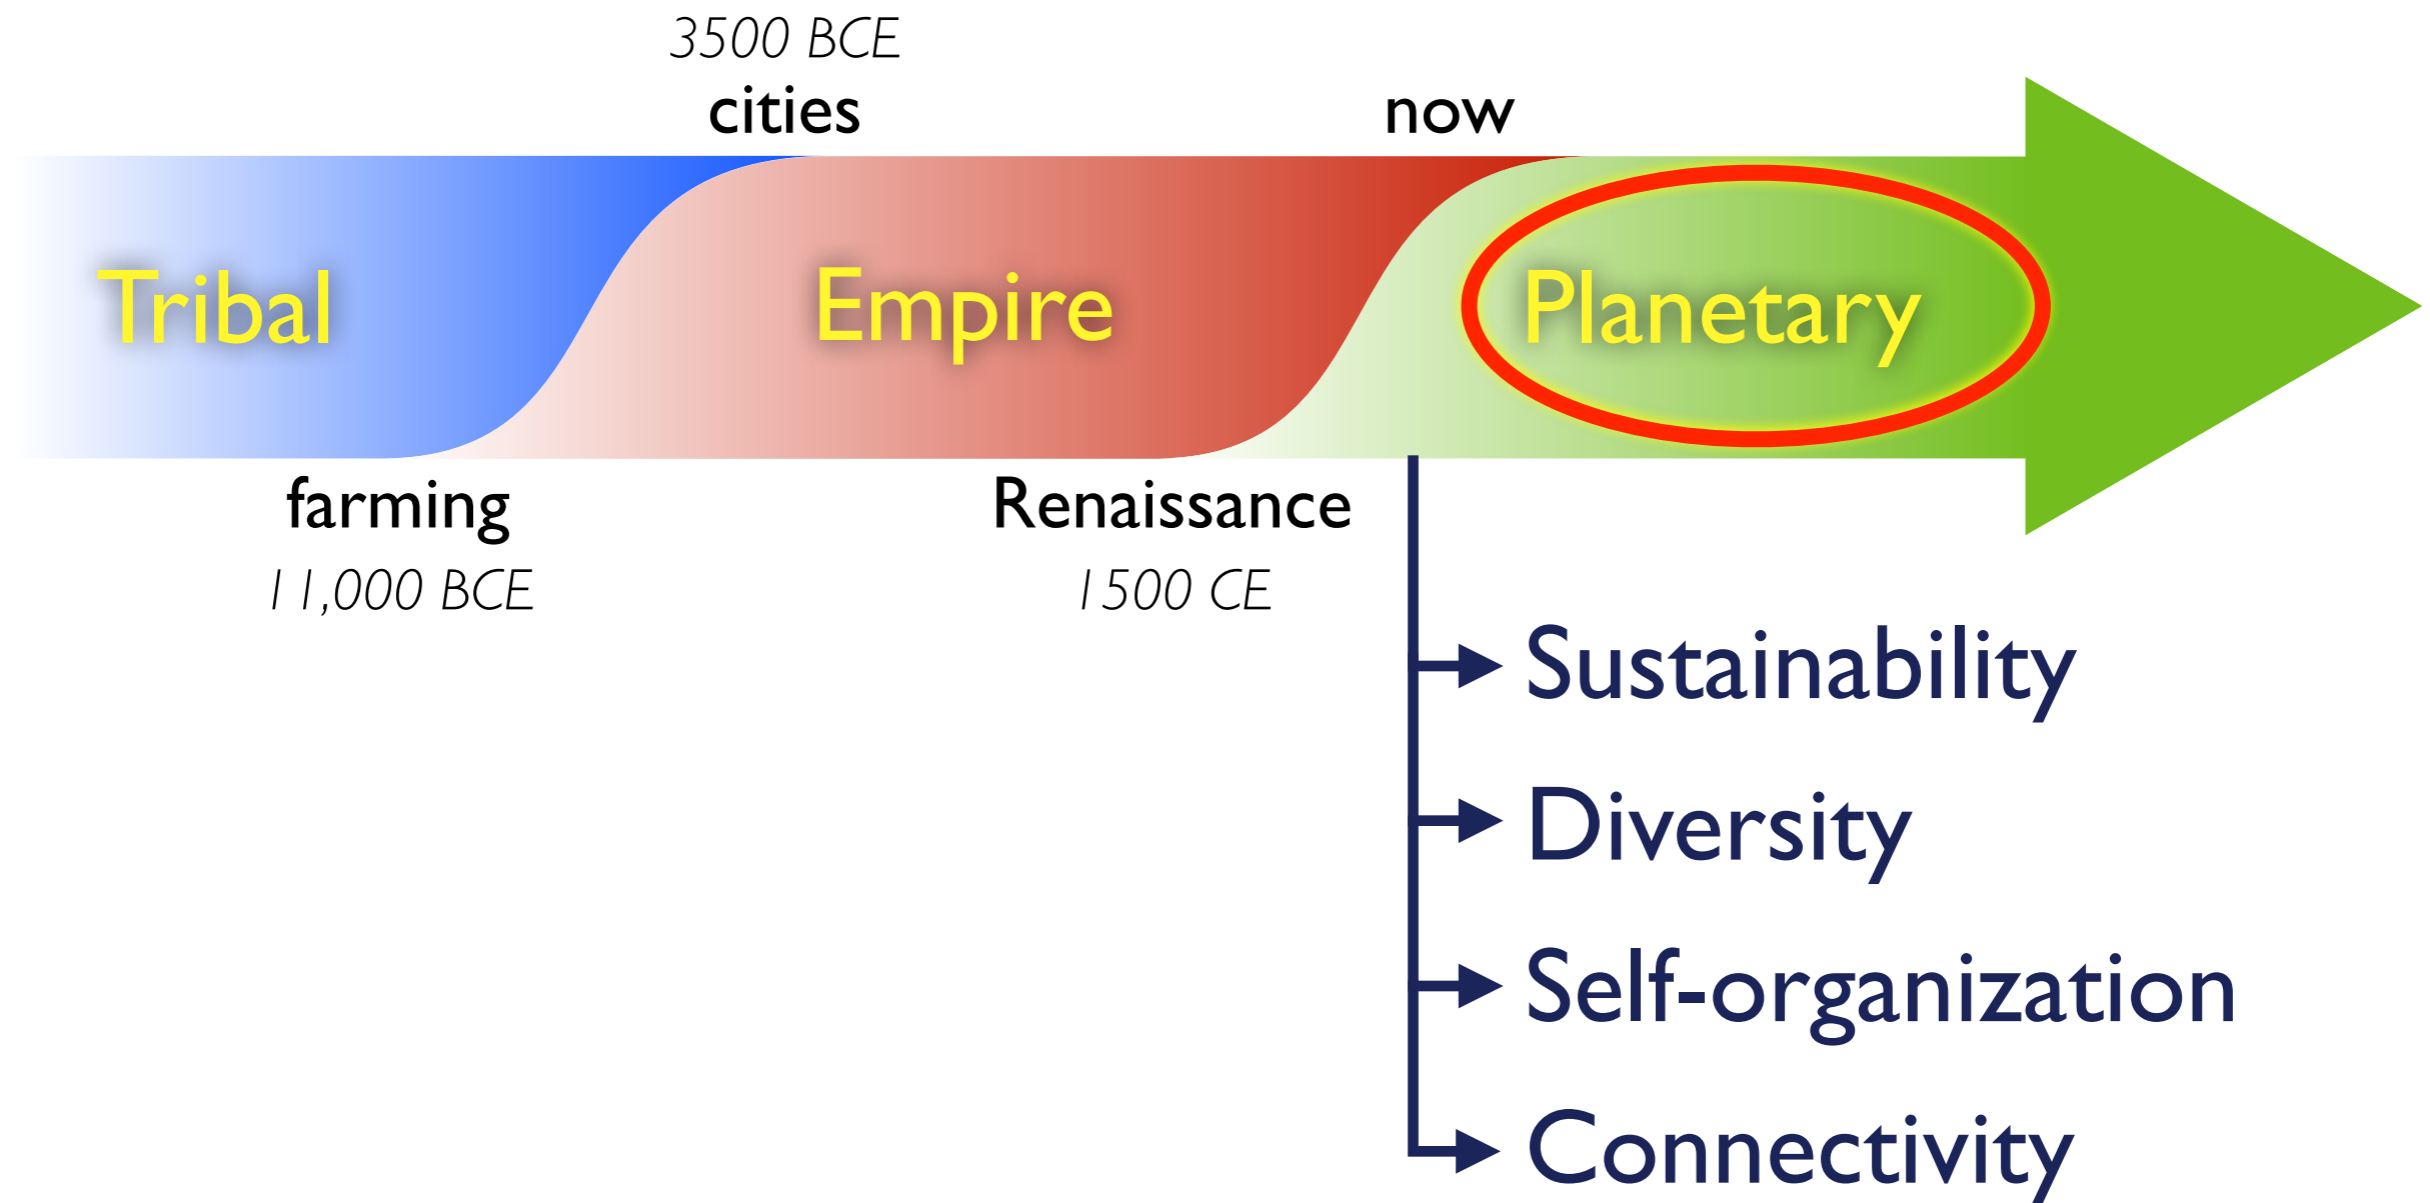 3500 BCE
cities
now
Tribal
Empire
Planetary
farming
Renaissance
11,000 BCE
1500 CE
Sustainability
Diversity
Self-organization
Connectivity